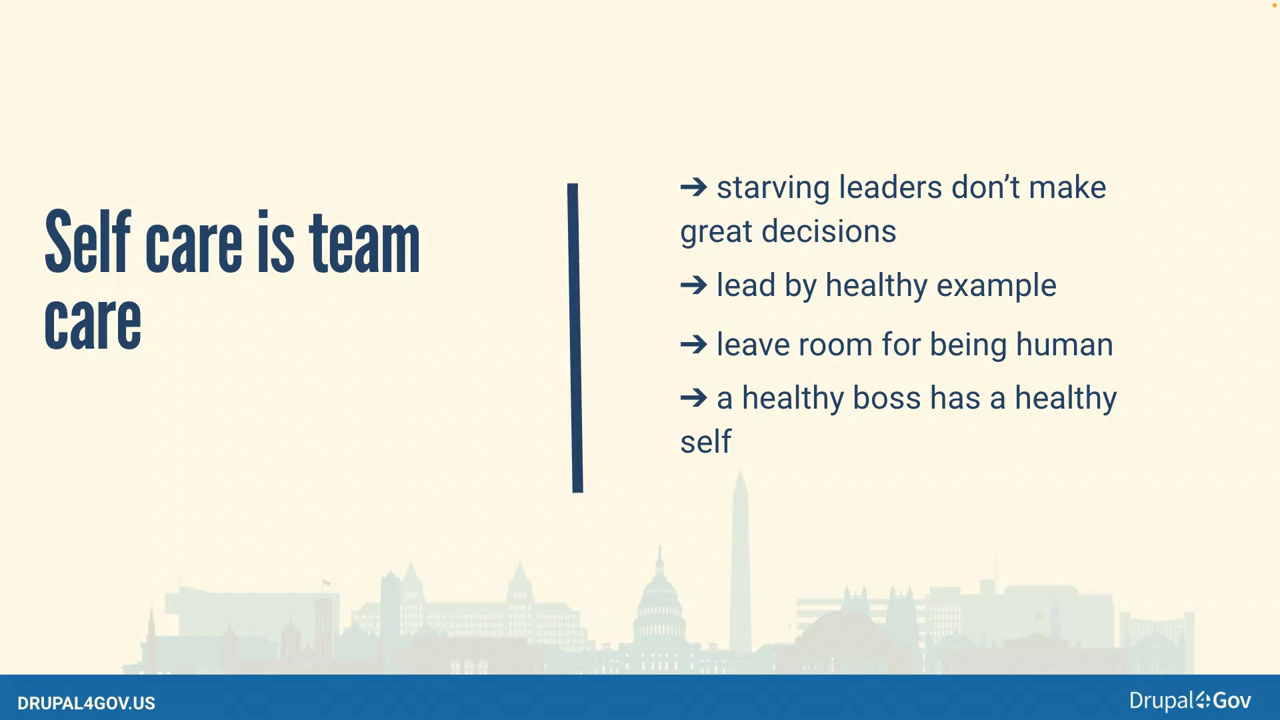 Self care is team
care
➔ starving leaders don’t make
great decisions
➔ lead by healthy example
➔ leave room for being human
➔ a healthy boss has a healthy
self
DRUPAL4GOV.US
Drupal4Gov